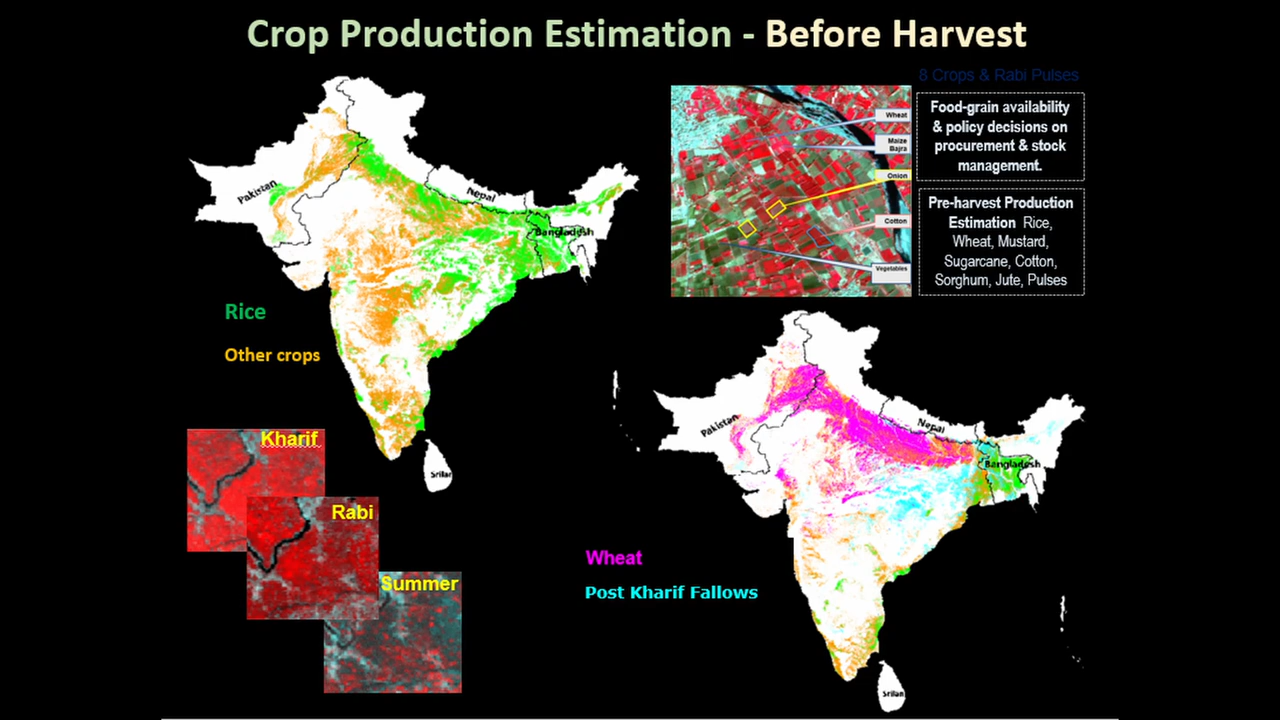 Crop Production Estimation - Before Harvest
8 Crops & Rabi Pulses
Wheat
Maize
Bajra
Onion
Cotton
Vegetables
Food-grain availability
& policy decisions on
procurement & stock
management.
Pre-harvest Production
Estimation Rice,
Wheat, Mustard,
Sugarcane, Cotton,
Sorghum, Jute, Pulses
Pakistan
Nepal
Bangladesh
Srilan
Rice
Other crops
Kharif
Rabi
Summer
Pakistan
Nepal
Bangladesh
Srilan
Wheat
Post Kharif Fallows